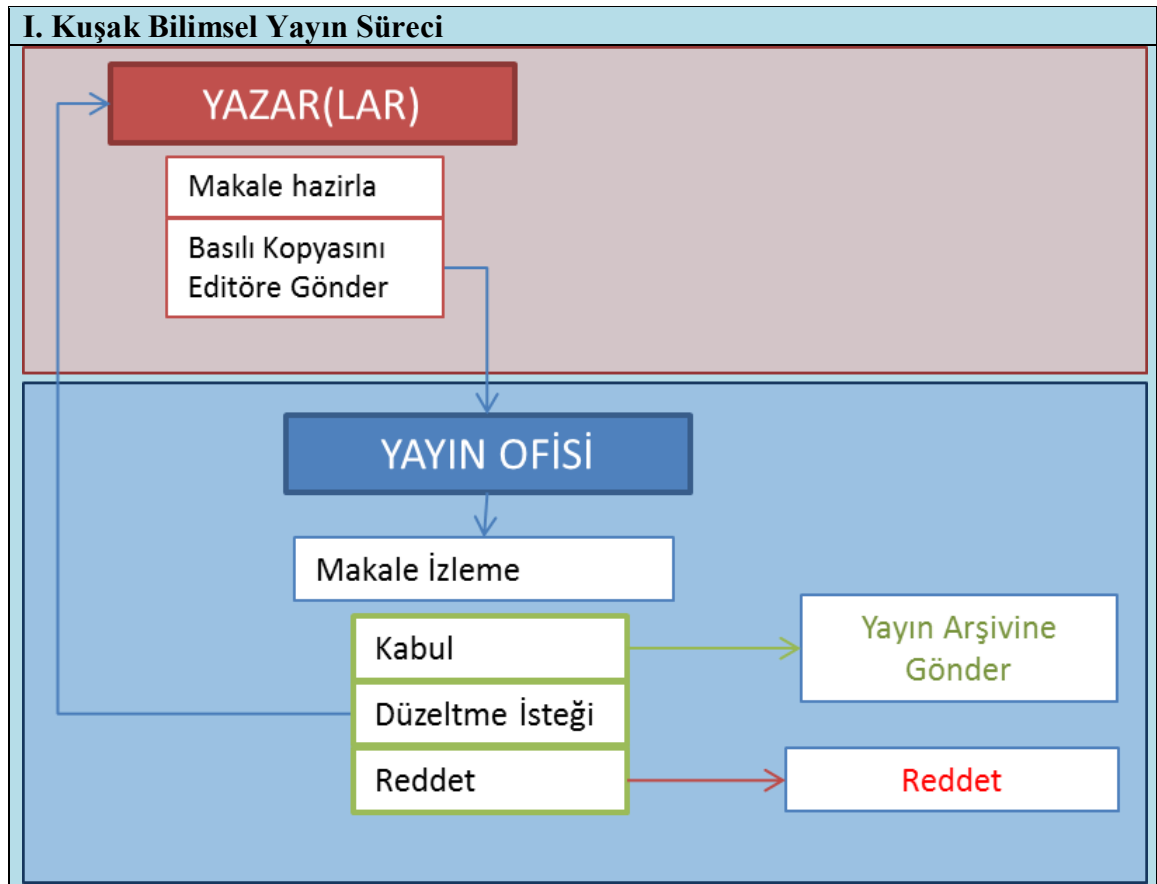 I. Kuşak Bilimsel Yayın Süreci
YAZAR(LAR)
Makale hazirla
Basılı Kopyasını
Editöre Gönder
YAYIN OFİSİ
Makale İzleme
Kabul
Yayın Arşivine
Gönder
Düzeltme İsteği
Reddet
Reddet